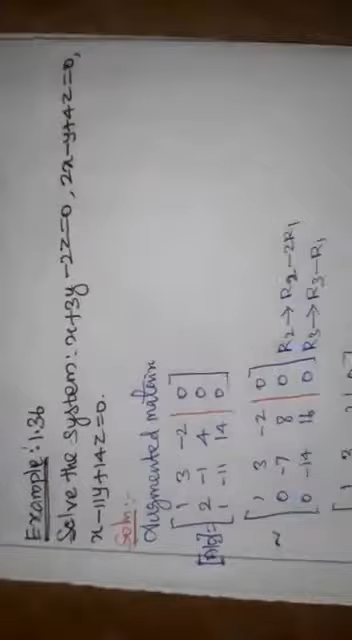 Example: 1.36
Solve the system: x+3y-2z=0, 2x-y+4z=0,
x-11y+14z=0.
Soln:-
Augmented matrix
[A|B]= [ 1 3 -2 | 0
2 -1 4 | 0
1 -11 14 | 0 ]
~ [ 1 3 -2 | 0
0 -7 8 | 0 ] R2→R2-2R1
0 -14 16 | 0 ] R3→R3-R1